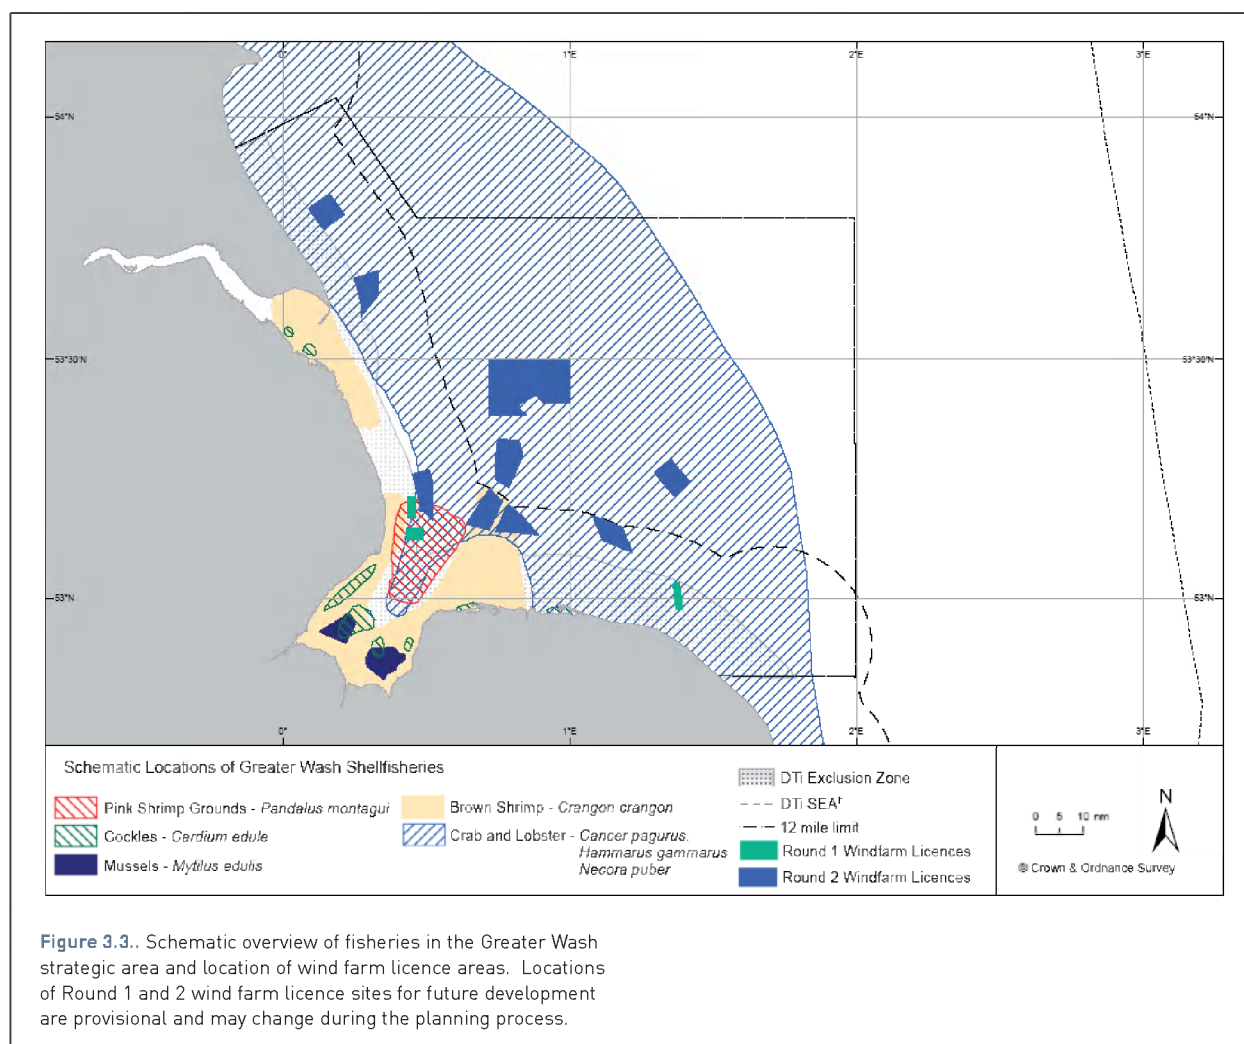 0°
1°E
2°E
3°E
54°N
54°N
53°30'N
53°30'N
53°N
53°N
0°
1°E
2°E
3°E
Schematic Locations of Greater Wash Shellfisheries
Pink Shrimp Grounds - Pandalus montagui
Cockles - Cerdium edule
Mussels - Mytilus edulis
Brown Shrimp - Crangon crangon
Crab and Lobster - Cancer pagurus.
Hammarus gammarus
Necora puber
DTi Exclusion Zone
DTi SEA†
12 mile limit
Round 1 Windfarm Licences
Round 2 Windfarm Licences
0 5 10 nm
N
© Crown & Ordnance Survey
Figure 3.3.. Schematic overview of fisheries in the Greater Wash
strategic area and location of wind farm licence areas. Locations
of Round 1 and 2 wind farm licence sites for future development
are provisional and may change during the planning process.